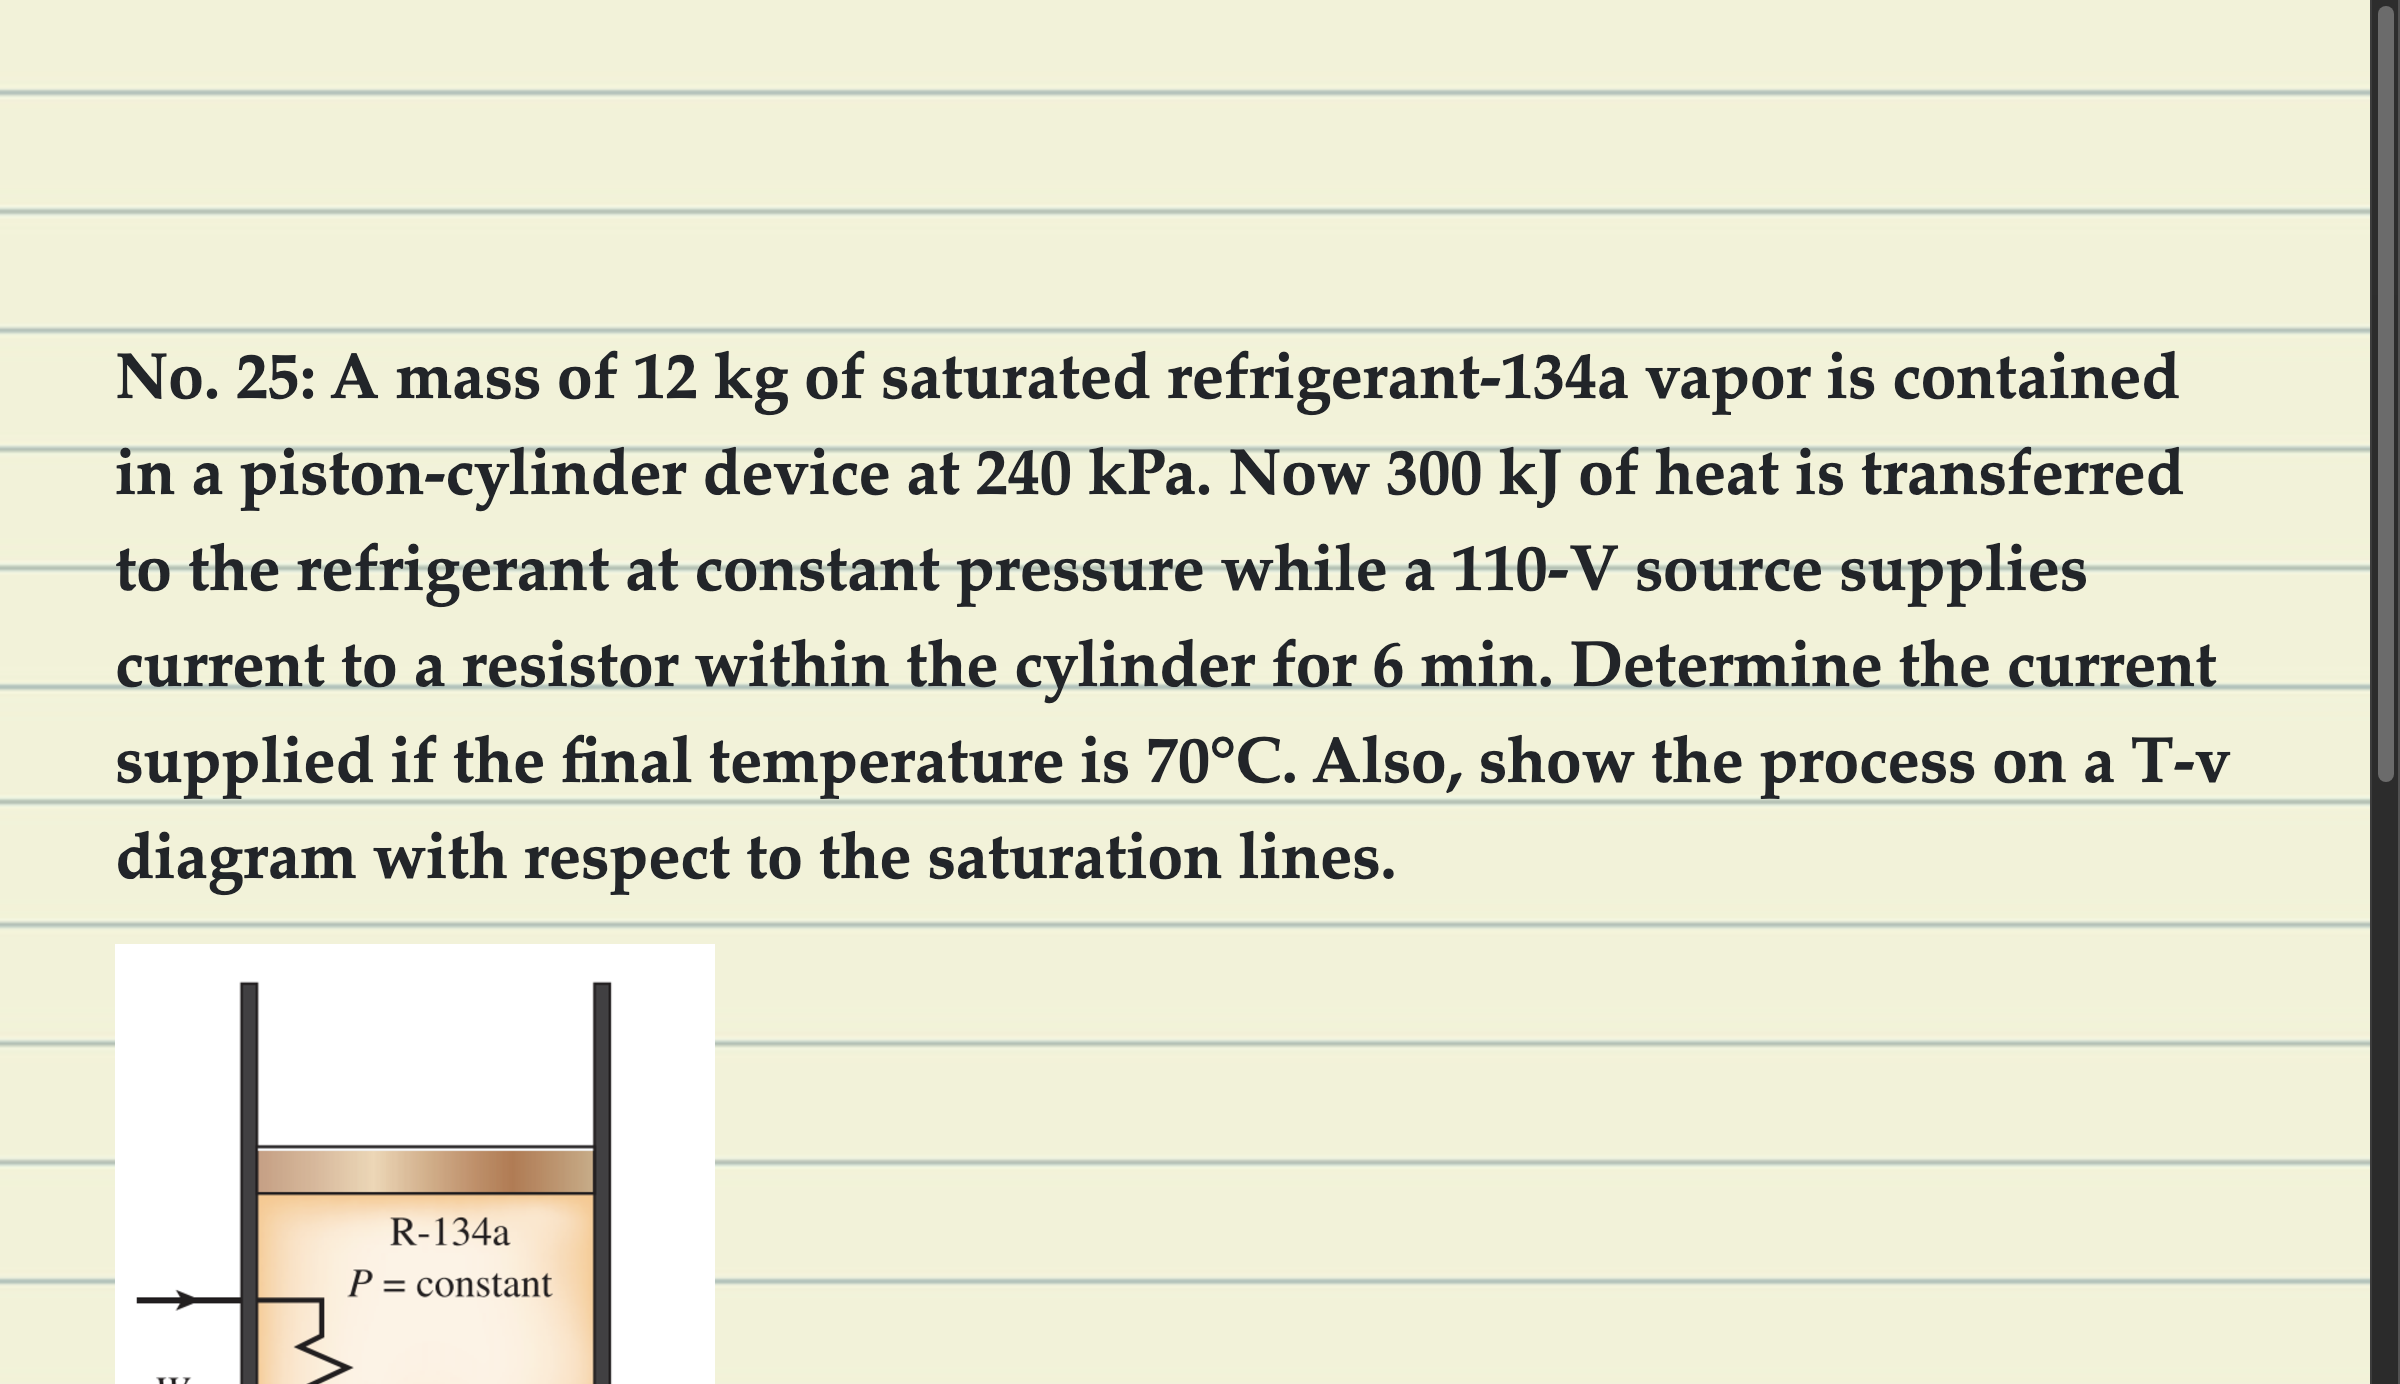 No. 25: A mass of 12 kg of saturated refrigerant-134a vapor is contained
in a piston-cylinder device at 240 kPa. Now 300 kJ of heat is transferred
to the refrigerant at constant pressure while a 110-V source supplies
current to a resistor within the cylinder for 6 min. Determine the current
supplied if the final temperature is 70°C. Also, show the process on a T-v
diagram with respect to the saturation lines.
R-134a
P = constant